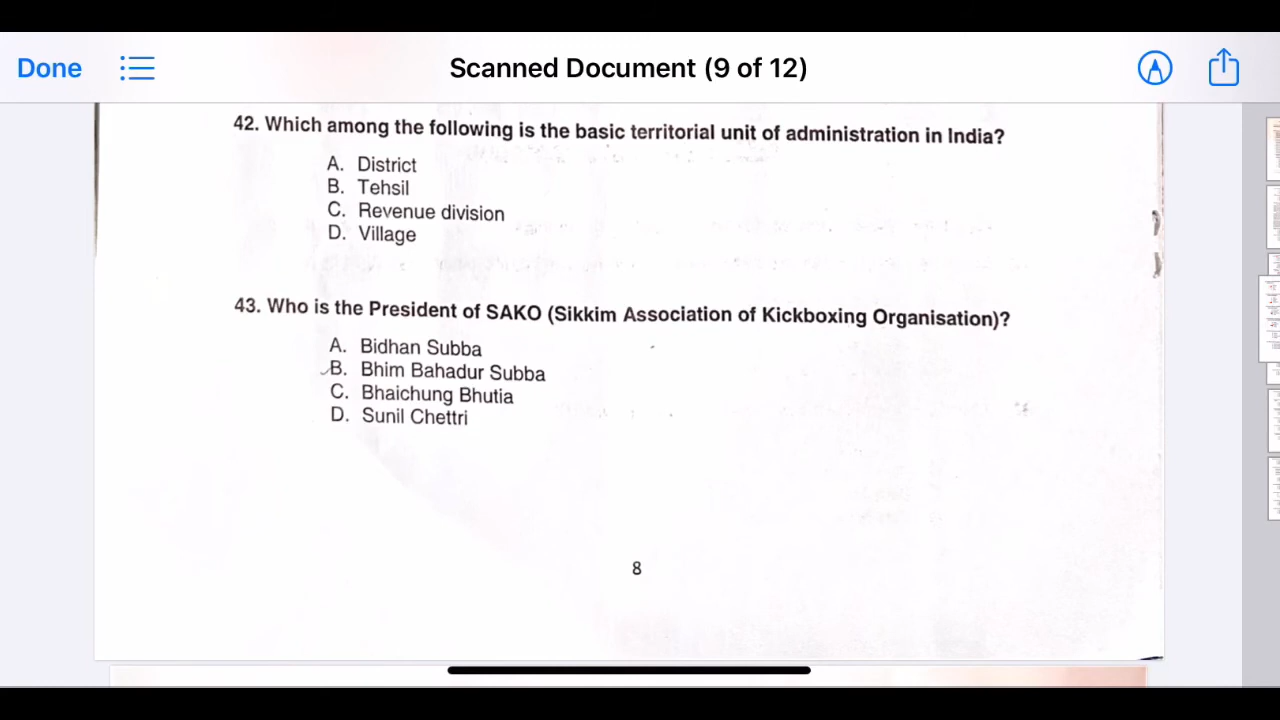 Done
Scanned Document (9 of 12)
42. Which among the following is the basic territorial unit of administration in India?
A. District
B. Tehsil
C. Revenue division
D. Village
43. Who is the President of SAKO (Sikkim Association of Kickboxing Organisation)?
A. Bidhan Subba
B. Bhim Bahadur Subba
C. Bhaichung Bhutia
D. Sunil Chettri
8